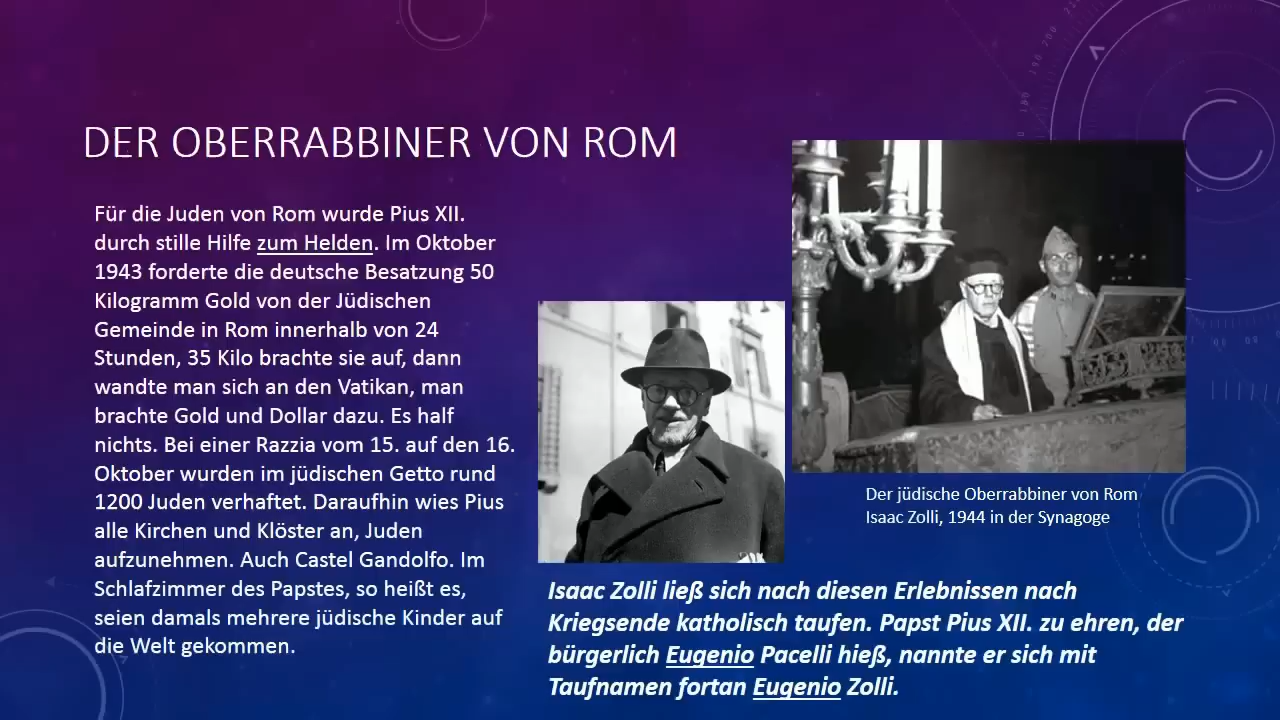 DER OBERRABBINER VON ROM
Für die Juden von Rom wurde Pius XII.
durch stille Hilfe zum Helden. Im Oktober
1943 forderte die deutsche Besatzung 50
Kilogramm Gold von der Jüdischen
Gemeinde in Rom innerhalb von 24
Stunden, 35 Kilo brachte sie auf, dann
wandte man sich an den Vatikan, man
brachte Gold und Dollar dazu. Es half
nichts. Bei einer Razzia vom 15. auf den 16.
Oktober wurden im jüdischen Getto rund
1200 Juden verhaftet. Daraufhin wies Pius
alle Kirchen und Klöster an, Juden
aufzunehmen. Auch Castel Gandolfo. Im
Schlafzimmer des Papstes, so heißt es,
seien damals mehrere jüdische Kinder auf
die Welt gekommen.
Der jüdische Oberrabbiner von Rom
Isaac Zolli, 1944 in der Synagoge
Isaac Zolli ließ sich nach diesen Erlebnissen nach
Kriegsende katholisch taufen. Papst Pius XII. zu ehren, der
bürgerlich Eugenio Pacelli hieß, nannte er sich mit
Taufnamen fortan Eugenio Zolli.